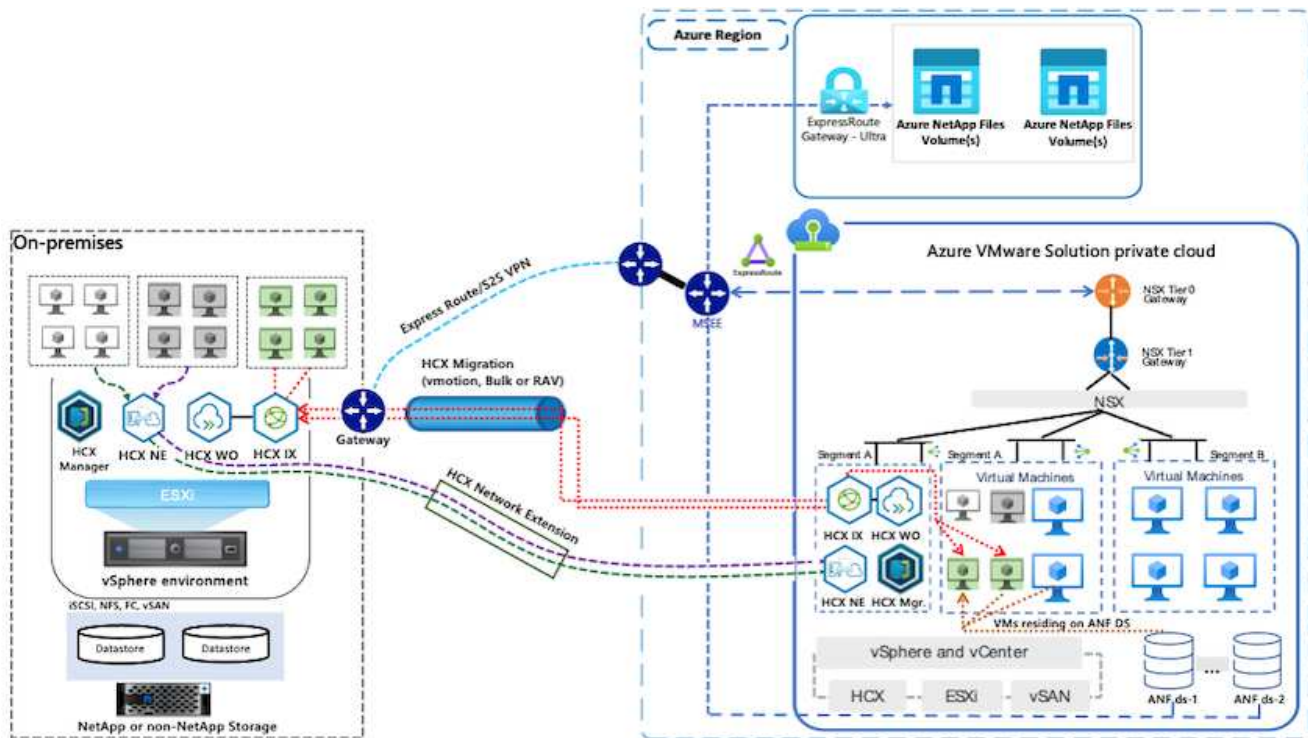 Azure Region
ExpressRoute
Gateway - Ultra
Azure NetApp Files
Volume(s)
Azure NetApp Files
Volume(s)
On-premises
Express Route/S2S VPN
ExpressRoute
MSEE
Azure VMware Solution private cloud
NSX Tier0
Gateway
NSX Tier1
Gateway
NSX
HCX Migration
(vmotion, Bulk or RAV)
Gateway
HCX
Manager
HCX NE
HCX WO
HCX IX
ESXi
vSphere environment
HCX Network Extension
iSCSI, NFS, FC, vSAN
Datastore
Datastore
NetApp or non-NetApp Storage
Segment A
Segment A
Segment B
Virtual Machines
Virtual Machines
HCX IX
HCX WO
HCX NE
HCX Mgr.
VMs residing on ANF DS
vSphere and vCenter
HCX
ESXi
vSAN
...
ANF ds-1
ANF ds-2